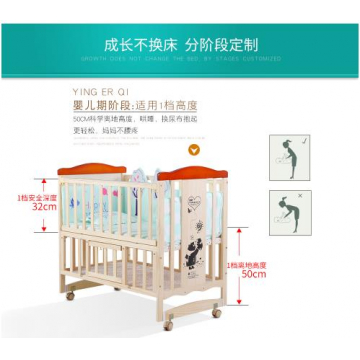 成长不换床 分阶段定制
GROWTH DOES NOT CHANGE THE BED, BY STAGES CUSTOMIZED
YING ER QI
婴儿期阶段:适用1档高度
50CM科学离地高度，哄睡、换尿布抱起
更轻松，妈妈不腰疼
1档安全深度
32cm
1档离地高度
50cm